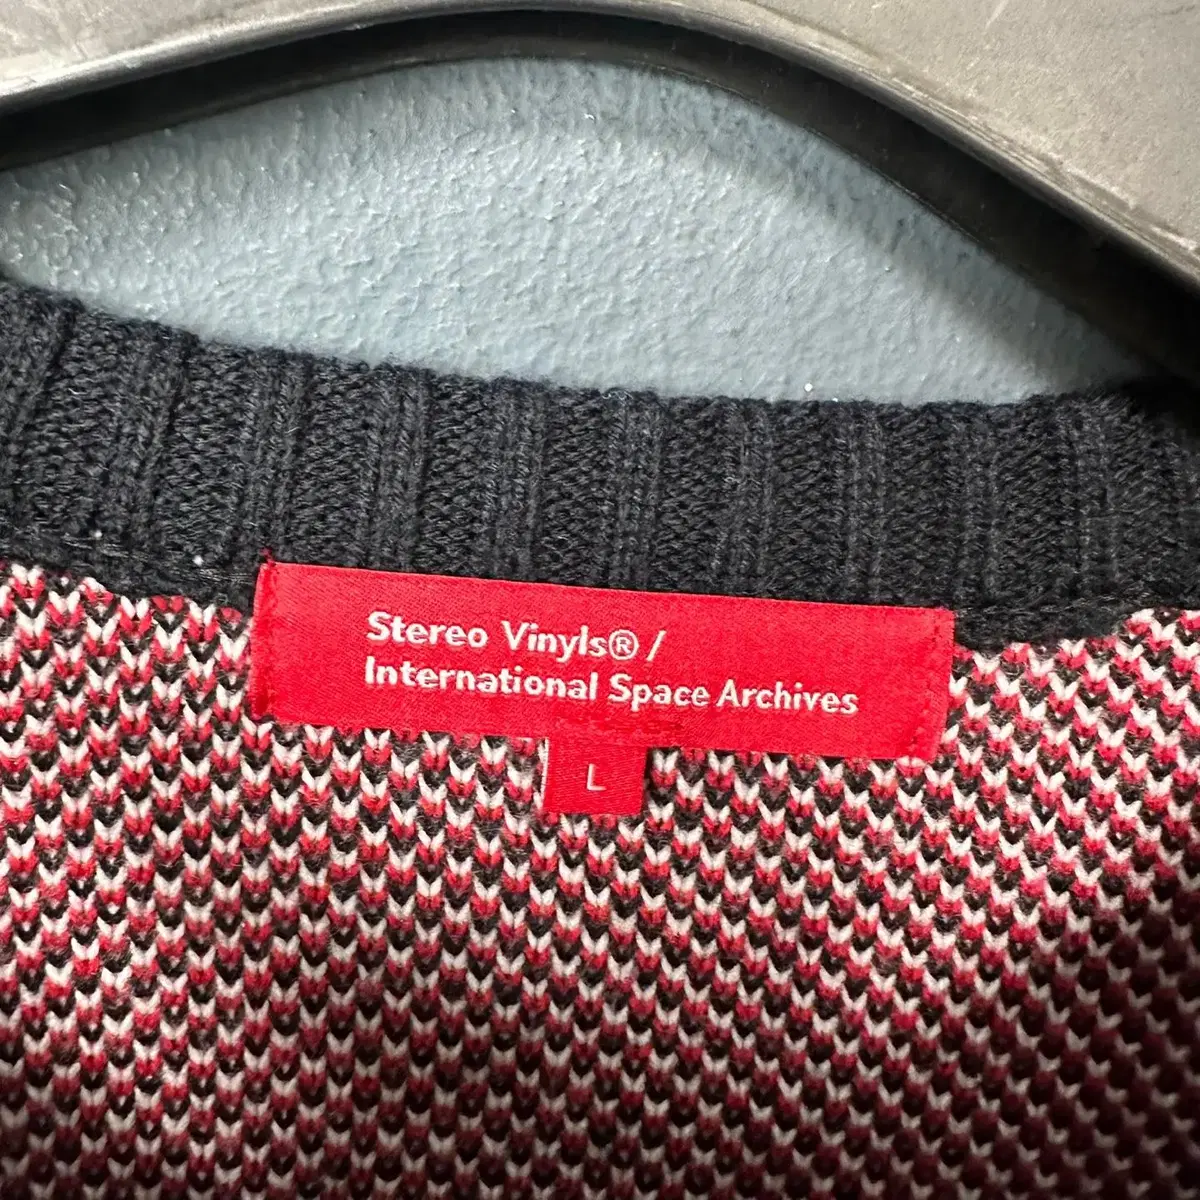 Stereo Vinyls® /
International Space Archives
L